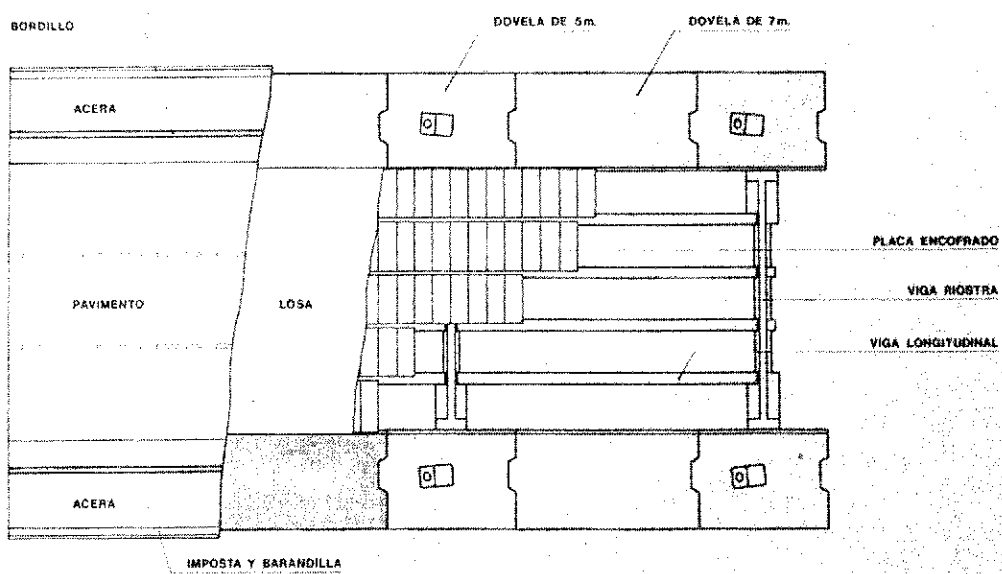 BORDILLO
DOVELA DE 5m.
DOVELA DE 7m.
ACERA
PLACA ENCOFRADO
VIGA RIOSTRA
PAVIMENTO
LOSA
VIGA LONGITUDINAL
ACERA
IMPOSTA Y BARANDILLA